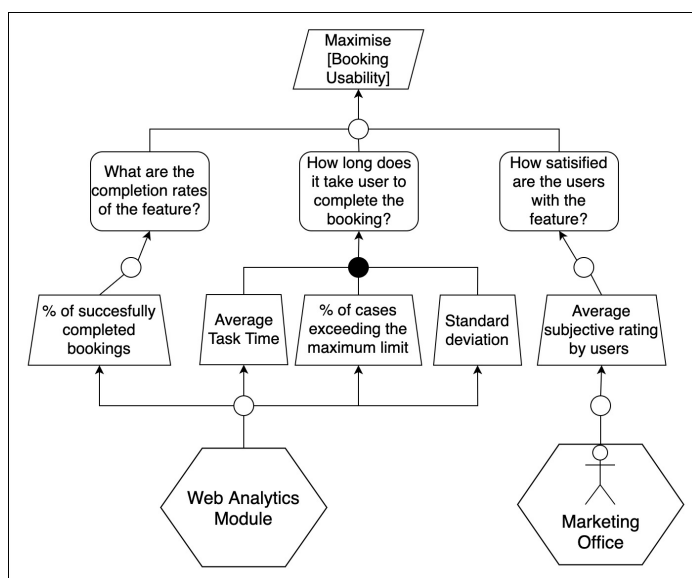 Maximise
[Booking
Usability]
What are the
completion rates
of the feature?
How long does
it take user to
complete the
booking?
How satisified
are the users
with the
feature?
% of succesfully
completed
bookings
Average
Task Time
% of cases
exceeding the
maximum limit
Standard
deviation
Average
subjective rating
by users
Web Analytics
Module
Marketing
Office